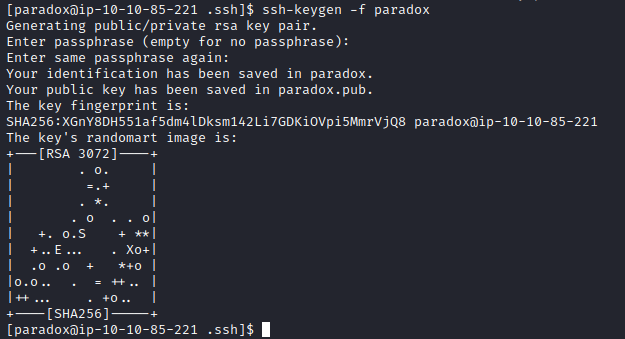 [paradox@ip-10-10-85-221 .ssh]$ ssh-keygen -f paradox
Generating public/private rsa key pair.
Enter passphrase (empty for no passphrase):
Enter same passphrase again:
Your identification has been saved in paradox.
Your public key has been saved in paradox.pub.
The key fingerprint is:
SHA256:XGnY8DH551af5dm4lDksm142Li7GDKiOVpi5MmrVjQ8 paradox@ip-10-10-85-221
The key's randomart image is:
+---[RSA 3072]----+
|        . o.     |
|         =.+     |
|        . *.     |
|       . o  . . o|
|   +. o.S    + **|
|  +..E...    . Xo+|
|  .o .o  +   *+o |
|o.o..  .  = ++.. |
|++...     . +o..  |
+----[SHA256]-----+
[paradox@ip-10-10-85-221 .ssh]$